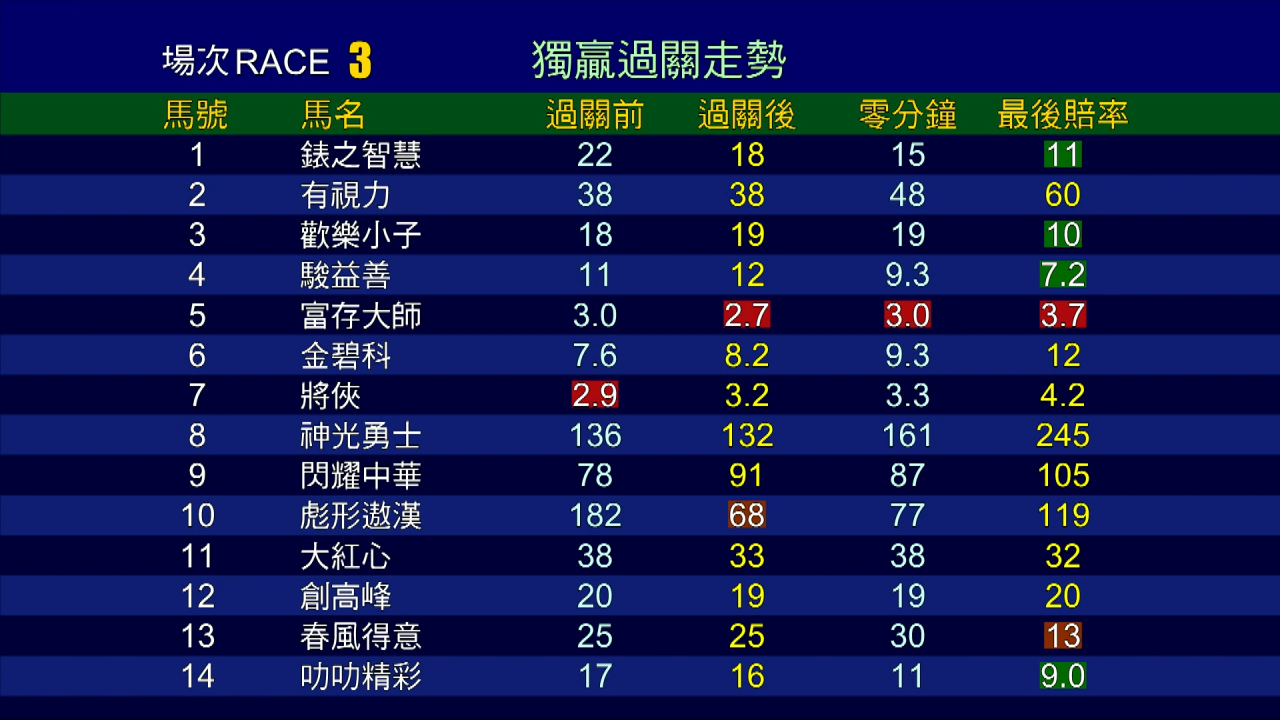 場次RACE 3 獨贏過關走勢
馬號 馬名 過關前 過關後 零分鐘 最後賠率
1 錶之智慧 22 18 15 11
2 有視力 38 38 48 60
3 歡樂小子 18 19 19 10
4 駿益善 11 12 9.3 7.2
5 富存大師 3.0 2.7 3.0 3.7
6 金碧科 7.6 8.2 9.3 12
7 將俠 2.9 3.2 3.3 4.2
8 神光勇士 136 132 161 245
9 閃耀中華 78 91 87 105
10 彪形遨漢 182 68 77 119
11 大紅心 38 33 38 32
12 創高峰 20 19 19 20
13 春風得意 25 25 30 13
14 叻叻精彩 17 16 11 9.0